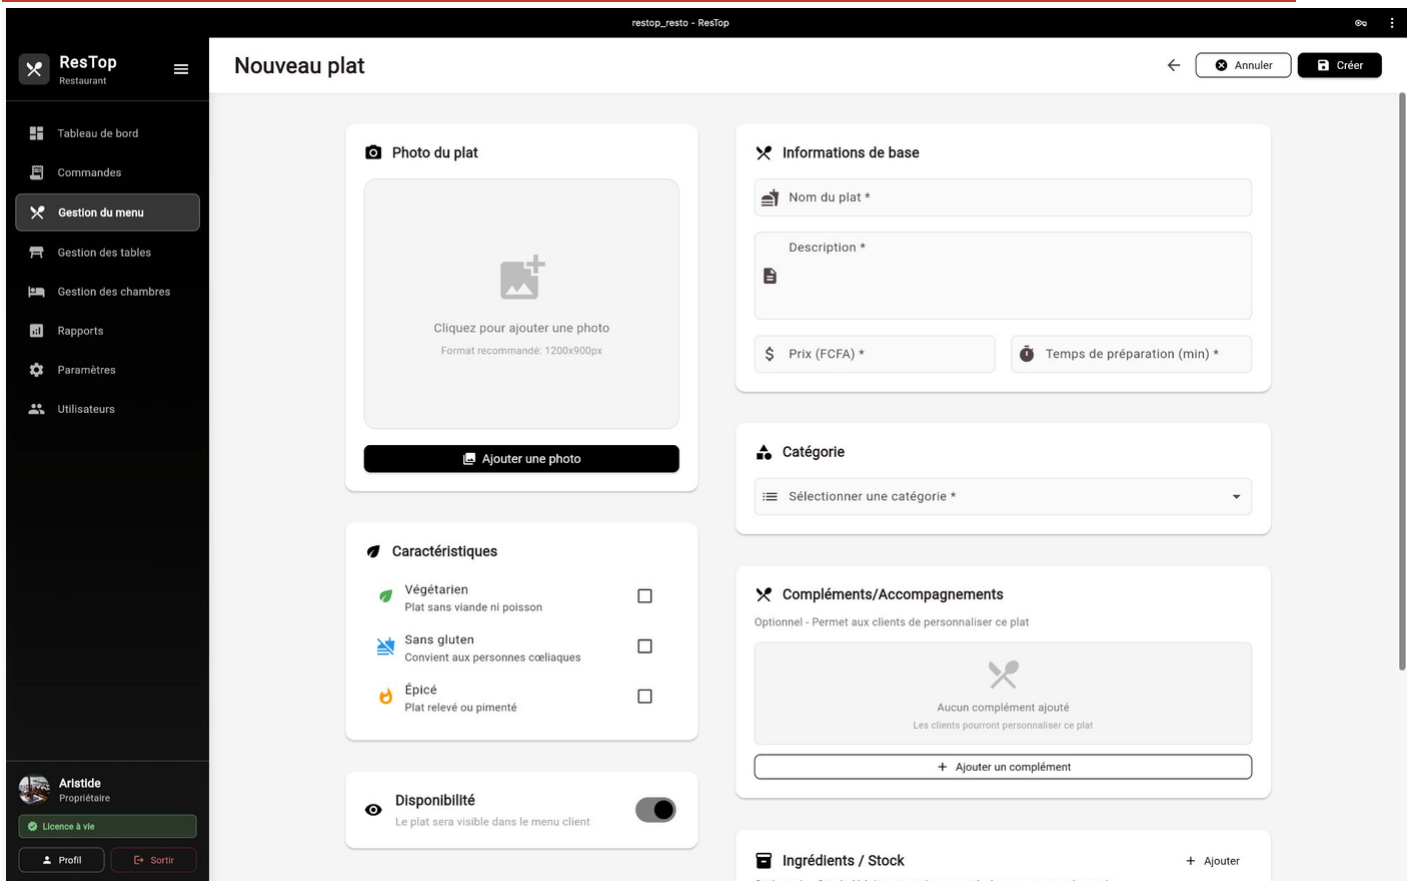 restop_resto - ResTop
ResTop
Restaurant
Nouveau plat
Annuler
Créer
Tableau de bord
Commandes
Gestion du menu
Gestion des tables
Gestion des chambres
Rapports
Paramètres
Utilisateurs
Aristide
Propriétaire
Licence à vie
Profil
Sortir
Photo du plat
Cliquez pour ajouter une photo
Format recommandé: 1200x900px
Ajouter une photo
Caractéristiques
Végétarien
Plat sans viande ni poisson
Sans gluten
Convient aux personnes cœliaques
Épicé
Plat relevé ou pimenté
Disponibilité
Le plat sera visible dans le menu client
Informations de base
Nom du plat *
Description *
$ Prix (FCFA) *
Temps de préparation (min) *
Catégorie
Sélectionner une catégorie *
Compléments/Accompagnements
Optionnel - Permet aux clients de personnaliser ce plat
Aucun complément ajouté
Les clients pourront personnaliser ce plat
+ Ajouter un complément
Ingrédients / Stock
+ Ajouter